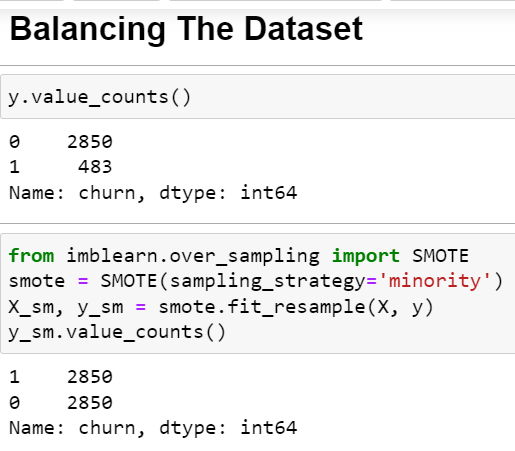 Balancing The Dataset
y.value_counts()
0    2850
1     483
Name: churn, dtype: int64
from imblearn.over_sampling import SMOTE
smote = SMOTE(sampling_strategy='minority')
X_sm, y_sm = smote.fit_resample(X, y)
y_sm.value_counts()
1    2850
0    2850
Name: churn, dtype: int64